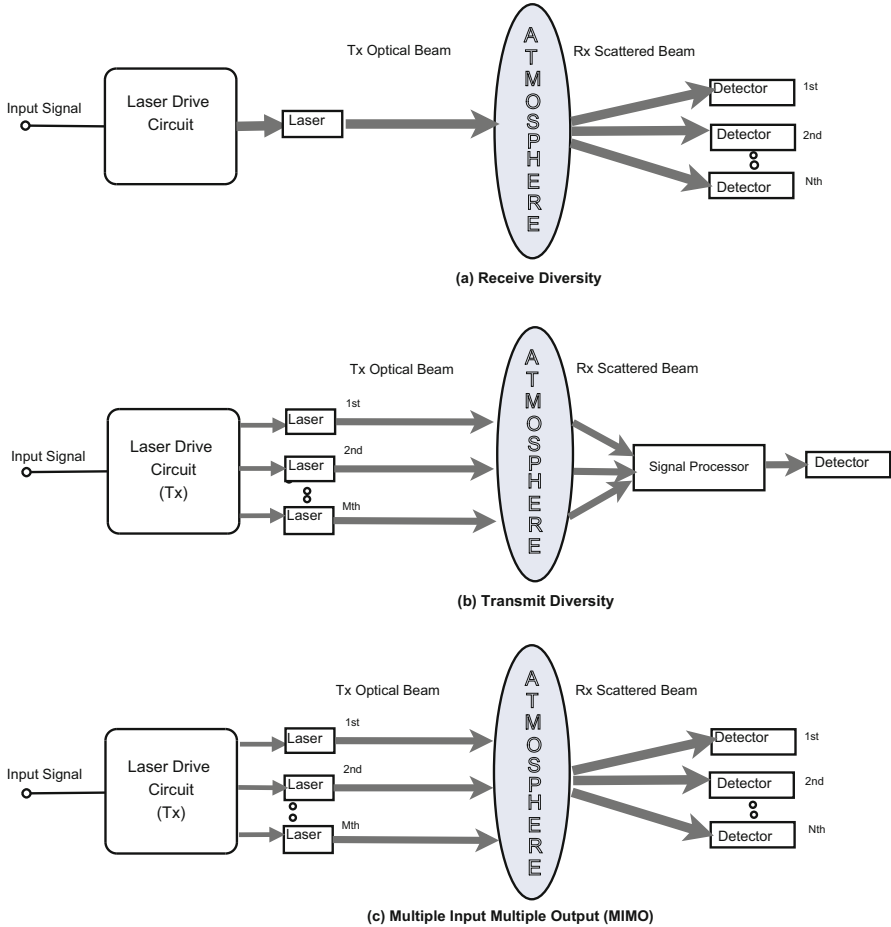 Tx Optical Beam
Rx Scattered Beam
Input Signal
Laser Drive
Circuit
Laser
ATMOSPHERE
Detector
1st
Detector
2nd
Detector
Nth
(a) Receive Diversity
Tx Optical Beam
Rx Scattered Beam
Input Signal
Laser Drive
Circuit
(Tx)
Laser
1st
Laser
2nd
Laser
Mth
ATMOSPHERE
Signal Processor
Detector
(b) Transmit Diversity
Tx Optical Beam
Rx Scattered Beam
Input Signal
Laser Drive
Circuit
(Tx)
Laser
1st
Laser
2nd
Laser
Mth
ATMOSPHERE
Detector
1st
Detector
2nd
Detector
Nth
(c) Multiple Input Multiple Output (MIMO)